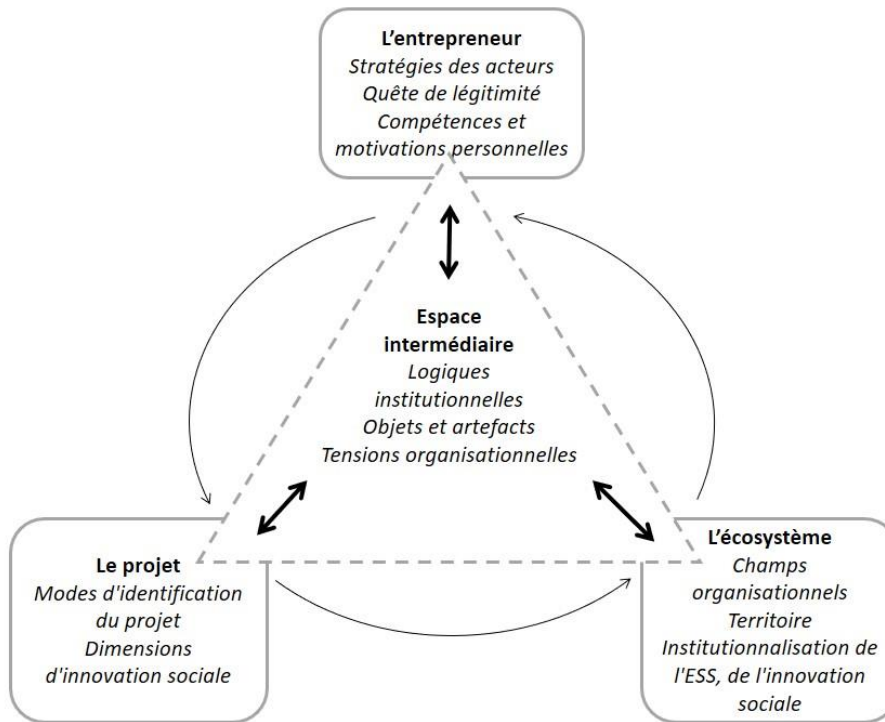 L'entrepreneur
Stratégies des acteurs
Quête de légitimité
Compétences et
motivations personnelles
Espace
intermédiaire
Logiques
institutionnelles
Objets et artefacts
Tensions organisationnelles
Le projet
Modes d'identification
du projet
Dimensions
d'innovation sociale
L'écosystème
Champs
organisationnels
Territoire
Institutionnalisation de
l'ESS, de l'innovation
sociale